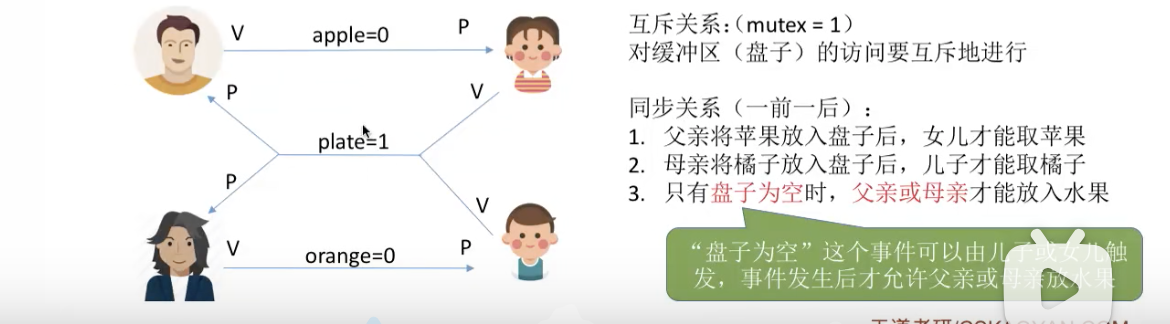 V
apple=0
P
P
V
plate=1
P
V
V
orange=0
P
互斥关系：（mutex = 1）
对缓冲区（盘子）的访问要互斥地进行
同步关系（一前一后）：
1. 父亲将苹果放入盘子后，女儿才能取苹果
2. 母亲将橘子放入盘子后，儿子才能取橘子
3. 只有盘子为空时，父亲或母亲才能放入水果
“盘子为空”这个事件可以由儿子或女儿触
发，事件发生后才允许父亲或母亲放水果